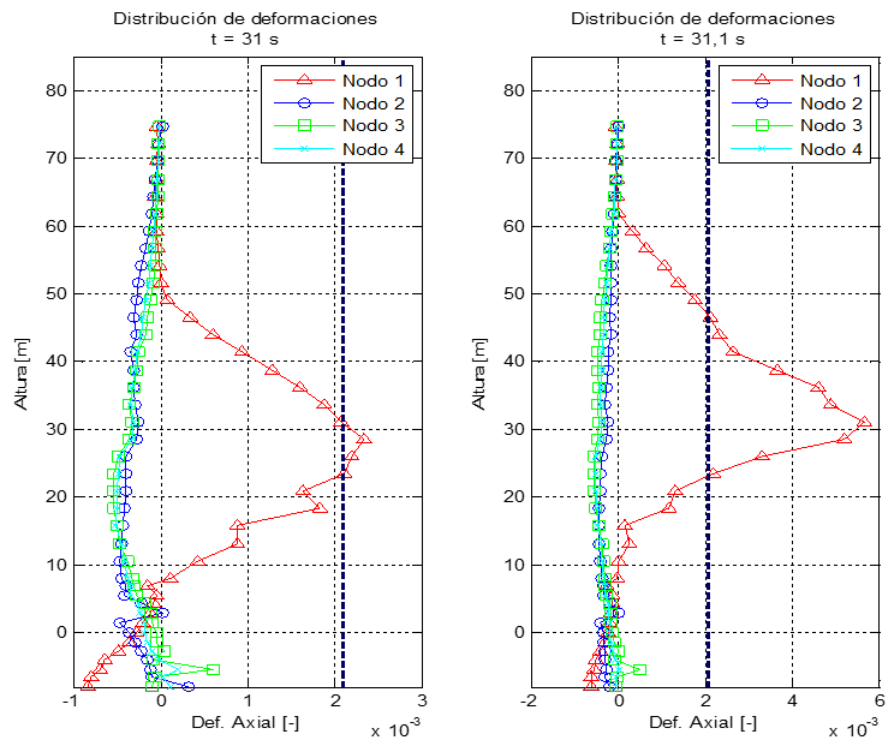 Distribución de deformaciones
t = 31 s
Nodo 1
Nodo 2
Nodo 3
Nodo 4
80
70
60
50
40
30
20
10
0
Altura [m]
-1
0
1
2
3
Def. Axial [-]
x 10⁻³
Distribución de deformaciones
t = 31,1 s
Nodo 1
Nodo 2
Nodo 3
Nodo 4
80
70
60
50
40
30
20
10
0
Altura [m]
-2
0
2
4
6
Def. Axial [-]
x 10⁻³